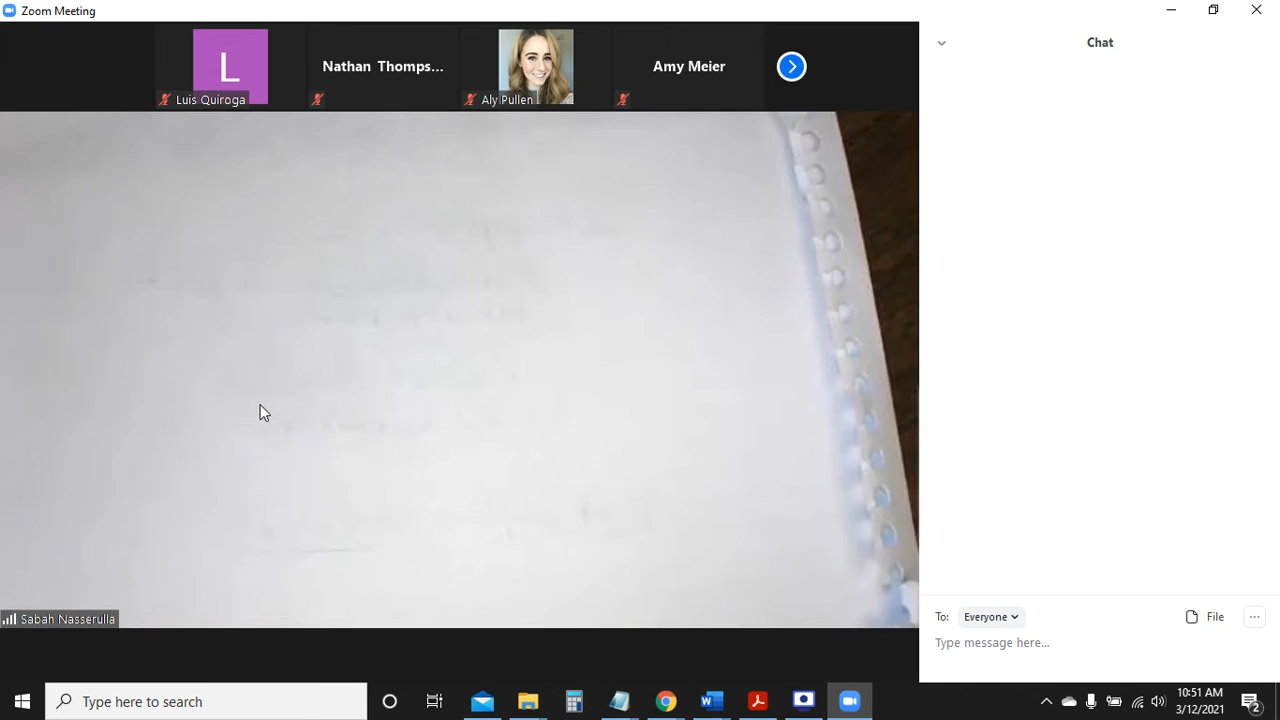 Zoom Meeting
Chat
L
Nathan Thomps...
Amy Meier
Luis Quiroga
Aly Pullen
Sabah Nasserulla
To: Everyone
File
Type message here...
Type here to search
10:51 AM
3/12/2021
2